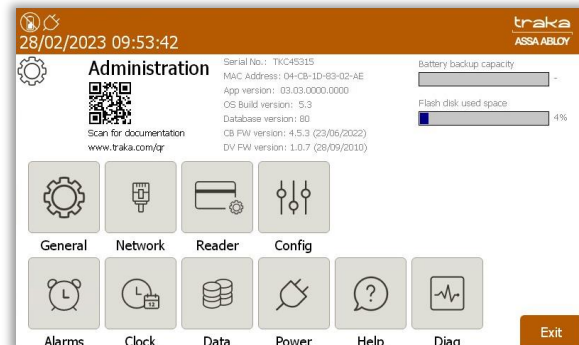 traka
ASSA ABLOY
28/02/2023 09:53:42
Administration
Scan for documentation
www.traka.com/qr
Serial No.: TKC45315
MAC Address: 04-CB-1D-83-02-AE
App version: 03.03.0000.0000
OS Build version: 5.3
Database version: 80
CB FW version: 4.5.3 (23/06/2022)
DV FW version: 1.0.7 (28/09/2010)
Battery backup capacity
-
Flash disk used space
4%
General Network Reader Config
12
Alarms Clock Data Power Help Diag
Exit